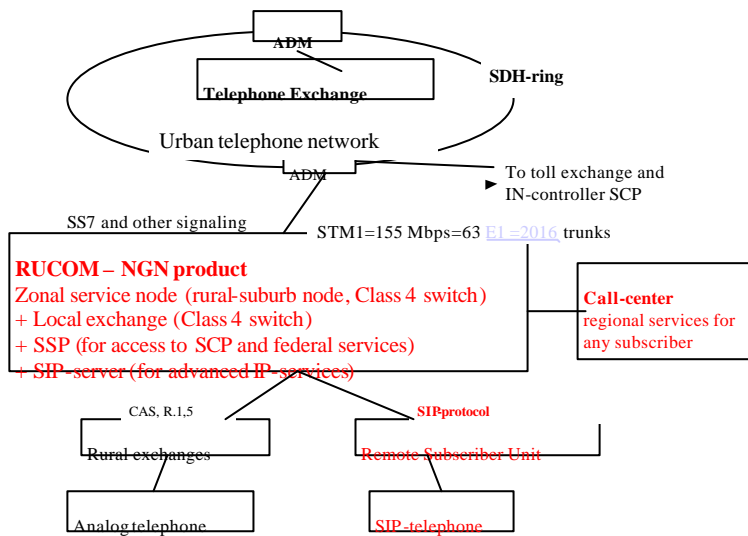 ADM
SDH-ring
Telephone Exchange
Urban telephone network
ADM
To toll exchange and
IN-controller SCP
SS7 and other signaling
STM1=155 Mbps=63 E1 =2016 trunks
RUCOM – NGN product
Zonal service node (rural-suburb node, Class 4 switch)
+ Local exchange (Class 4 switch)
+ SSP (for access to SCP and federal services)
+ SIP-server (for advanced IP-services)
Call-center
regional services for
any subscriber
CAS, R.1,5
SIP-protocol
Rural exchanges
Remote Subscriber Unit
Analog telephone
SIP-telephone